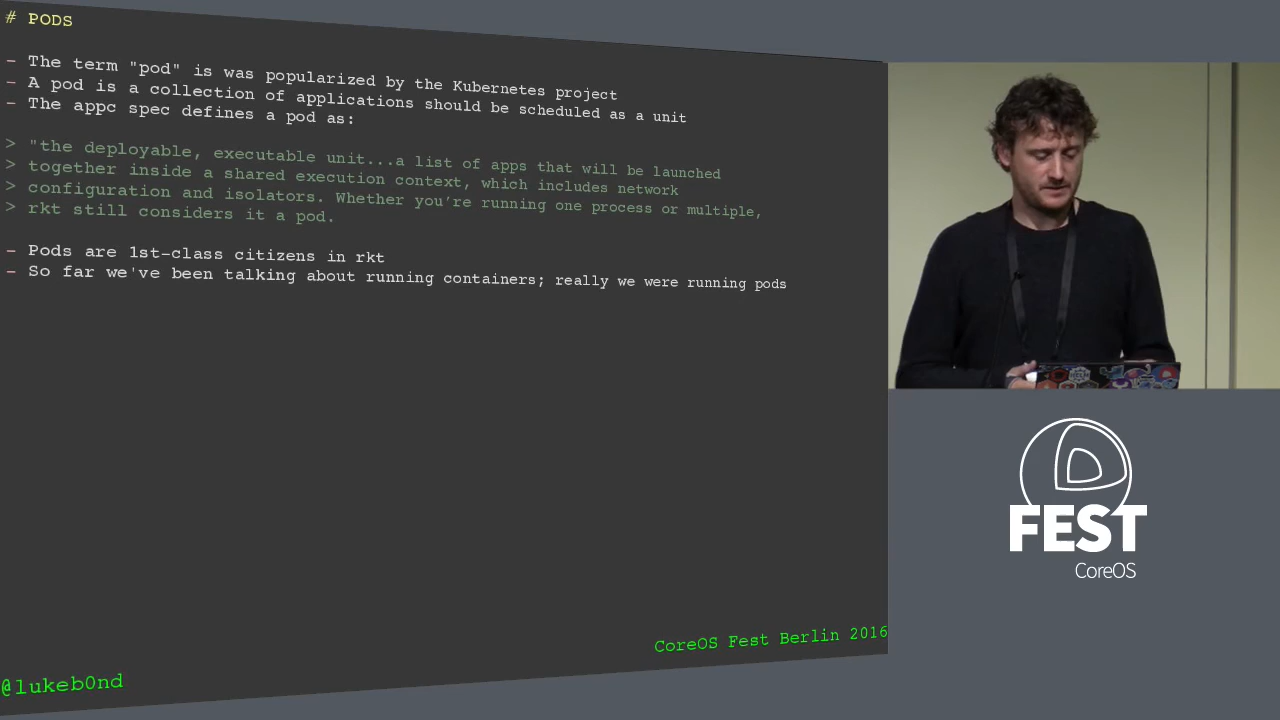 # PODS
- The term "pod" is was popularized by the Kubernetes project
- A pod is a collection of applications should be scheduled as a unit
- The appc spec defines a pod as:
> "the deployable, executable unit...a list of apps that will be launched
> together inside a shared execution context, which includes network
> configuration and isolators. Whether you're running one process or multiple,
> rkt still considers it a pod.
- Pods are 1st-class citizens in rkt
- So far we've been talking about running containers; really we were running pods
CoreOS Fest Berlin 2016
@lukeb0nd
FEST
CoreOS